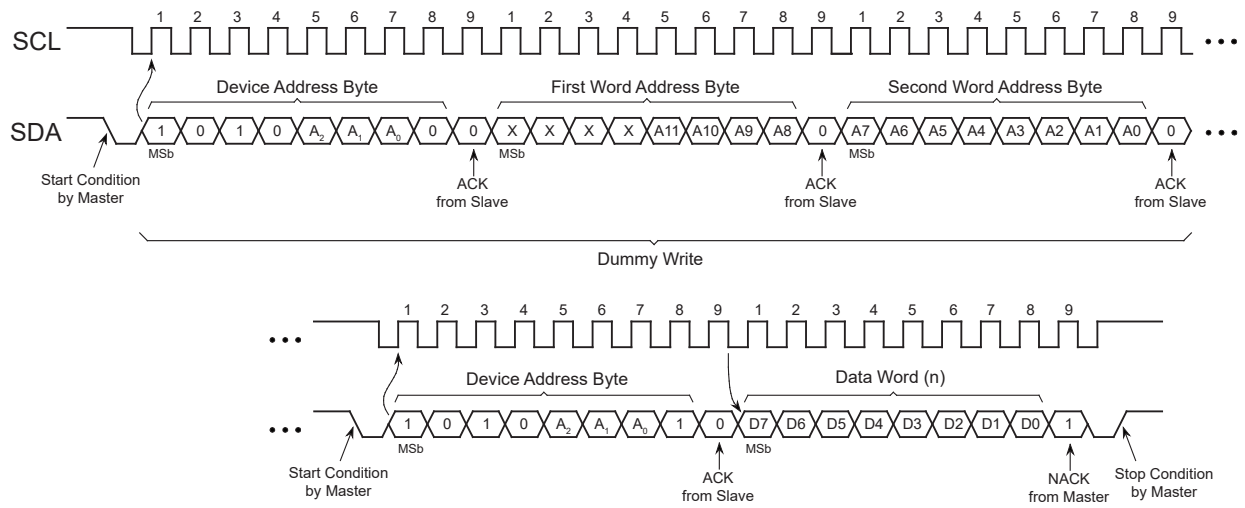 1 2 3 4 5 6 7 8 9 1 2 3 4 5 6 7 8 9 1 2 3 4 5 6 7 8 9
SCL
Device Address Byte First Word Address Byte Second Word Address Byte
SDA 1 0 1 0 A₂ A₁ A₀ 0 0 X X X X A11 A10 A9 A8 0 A7 A6 A5 A4 A3 A2 A1 A0 0
MSb MSb MSb
Start Condition
by Master
ACK
from Slave
ACK
from Slave
ACK
from Slave
Dummy Write
1 2 3 4 5 6 7 8 9 1 2 3 4 5 6 7 8 9
Device Address Byte Data Word (n)
1 0 1 0 A₂ A₁ A₀ 1 0 D7 D6 D5 D4 D3 D2 D1 D0 1
MSb MSb
Start Condition
by Master
ACK
from Slave
NACK
from Master
Stop Condition
by Master